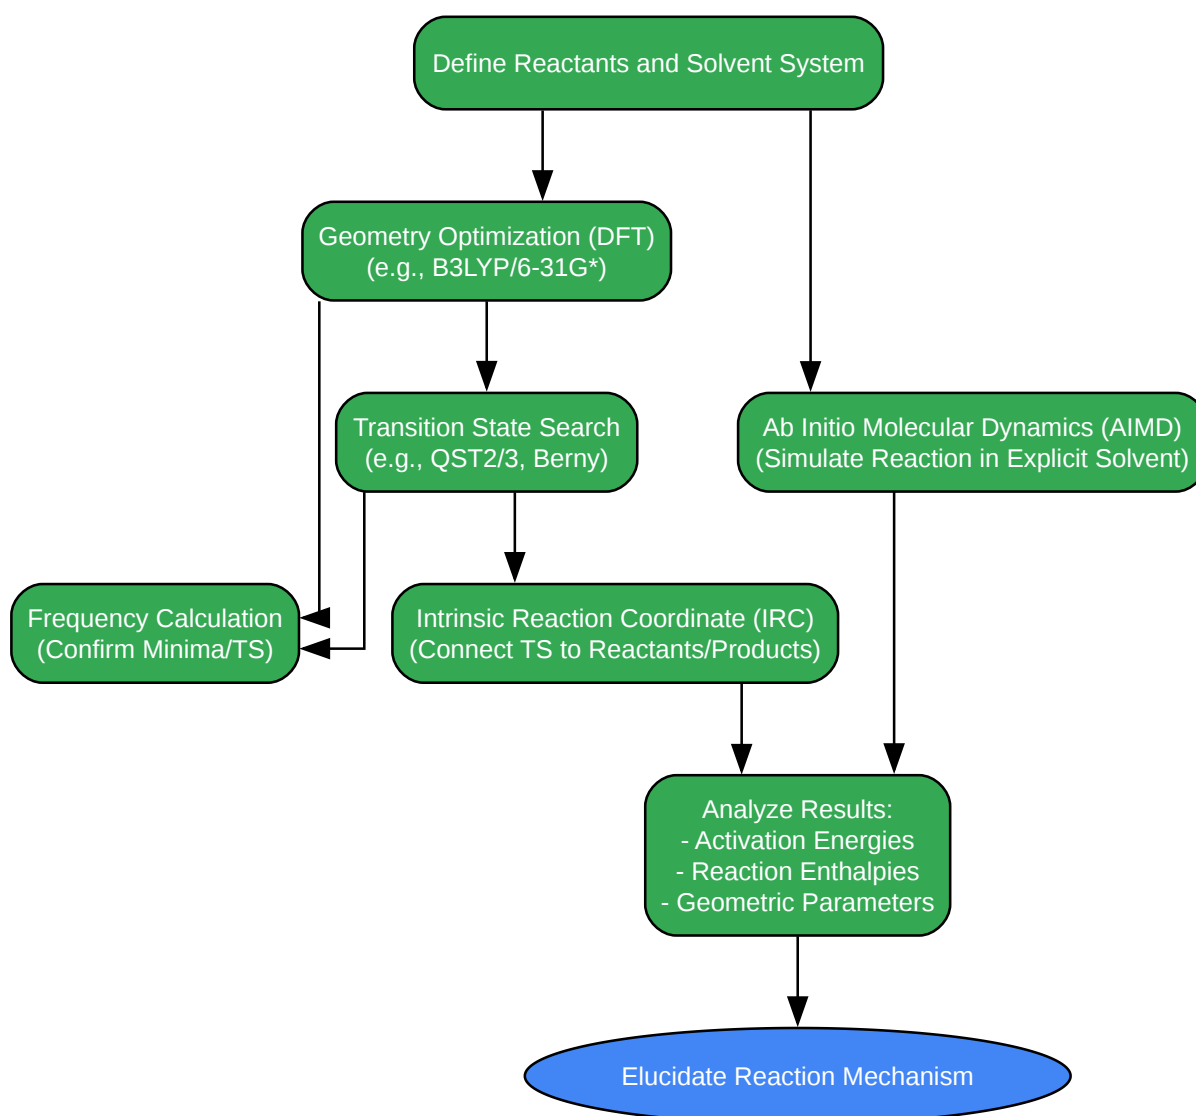 Define Reactants and Solvent System
Geometry Optimization (DFT)
(e.g., B3LYP/6-31G*)
Transition State Search
(e.g., QST2/3, Berny)
Ab Initio Molecular Dynamics (AIMD)
(Simulate Reaction in Explicit Solvent)
Frequency Calculation
(Confirm Minima/TS)
Intrinsic Reaction Coordinate (IRC)
(Connect TS to Reactants/Products)
Analyze Results:
- Activation Energies
- Reaction Enthalpies
- Geometric Parameters
Elucidate Reaction Mechanism